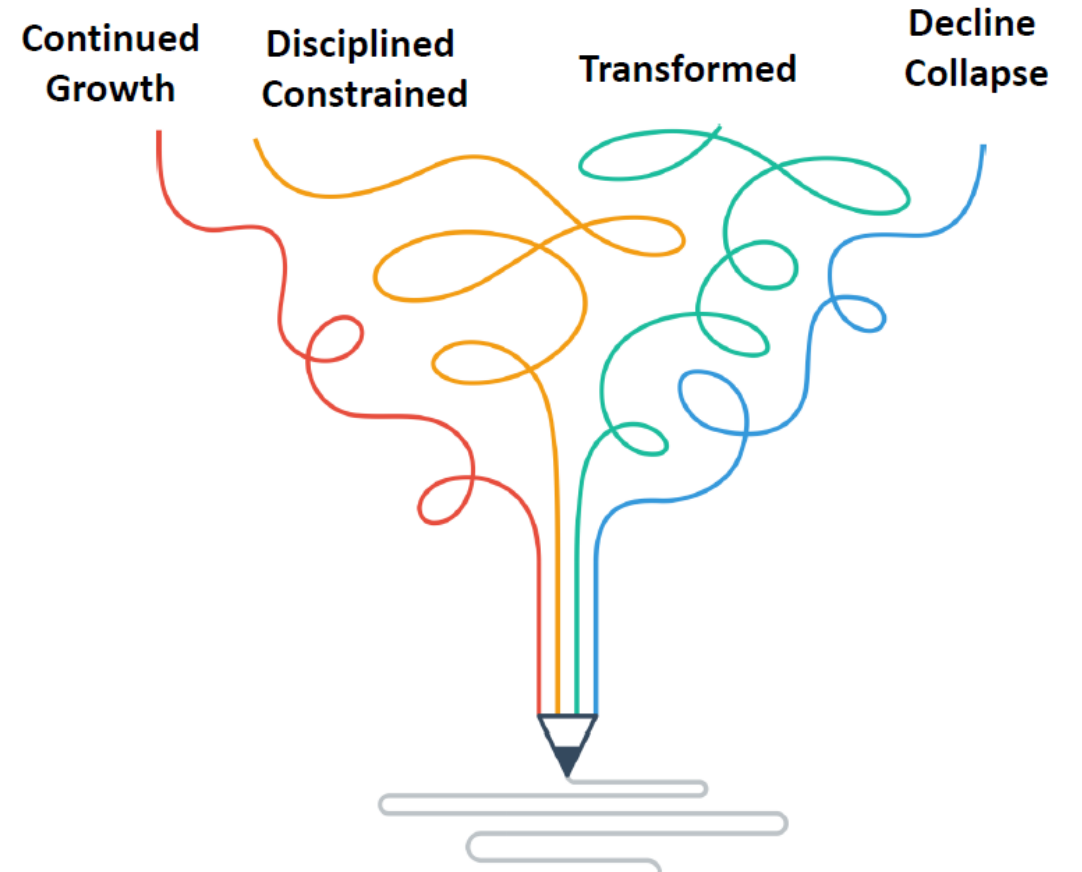 Continued
Growth
Disciplined
Constrained
Transformed
Decline
Collapse